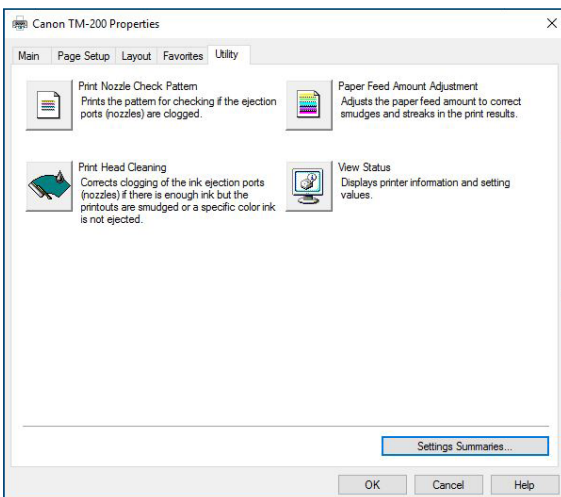 Canon TM-200 Properties
Main Page Setup Layout Favorites Utility
Print Nozzle Check Pattern
Prints the pattern for checking if the ejection
ports (nozzles) are clogged.
Paper Feed Amount Adjustment
Adjusts the paper feed amount to correct
smudges and streaks in the print results.
Print Head Cleaning
Corrects clogging of the ink ejection ports
(nozzles) if there is enough ink but the
printouts are smudged or a specific color ink
is not ejected.
View Status
Displays printer information and setting
values.
Settings Summaries...
OK Cancel Help